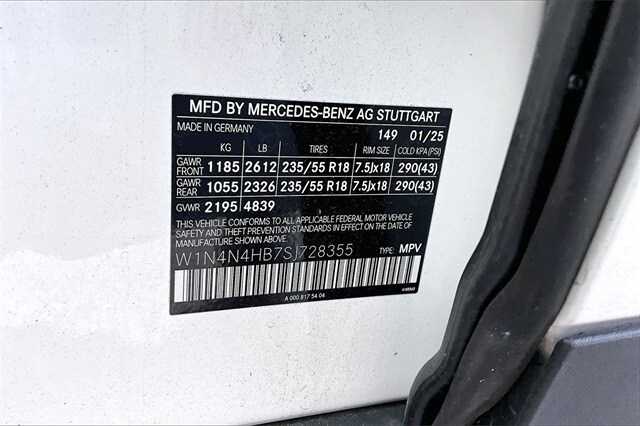 MFD BY MERCEDES-BENZ AG STUTTGART
MADE IN GERMANY 149 01/25
KG LB TIRES RIM SIZE COLD KPA(PSI)
GAWR FRONT 1185 2612 235/55 R18 7.5Jx18 290(43)
GAWR REAR 1055 2326 235/55 R18 7.5Jx18 290(43)
GVWR 2195 4839
THIS VEHICLE CONFORMS TO ALL APPLICABLE FEDERAL MOTOR VEHICLE
SAFETY AND THEFT PREVENTION STANDARDS IN EFFECT ON THE DATE OF
MANUFACTURE SHOWN ABOVE.
W1N4N4HB7SJ728355 TYPE: MPV
A 000 817 54 04